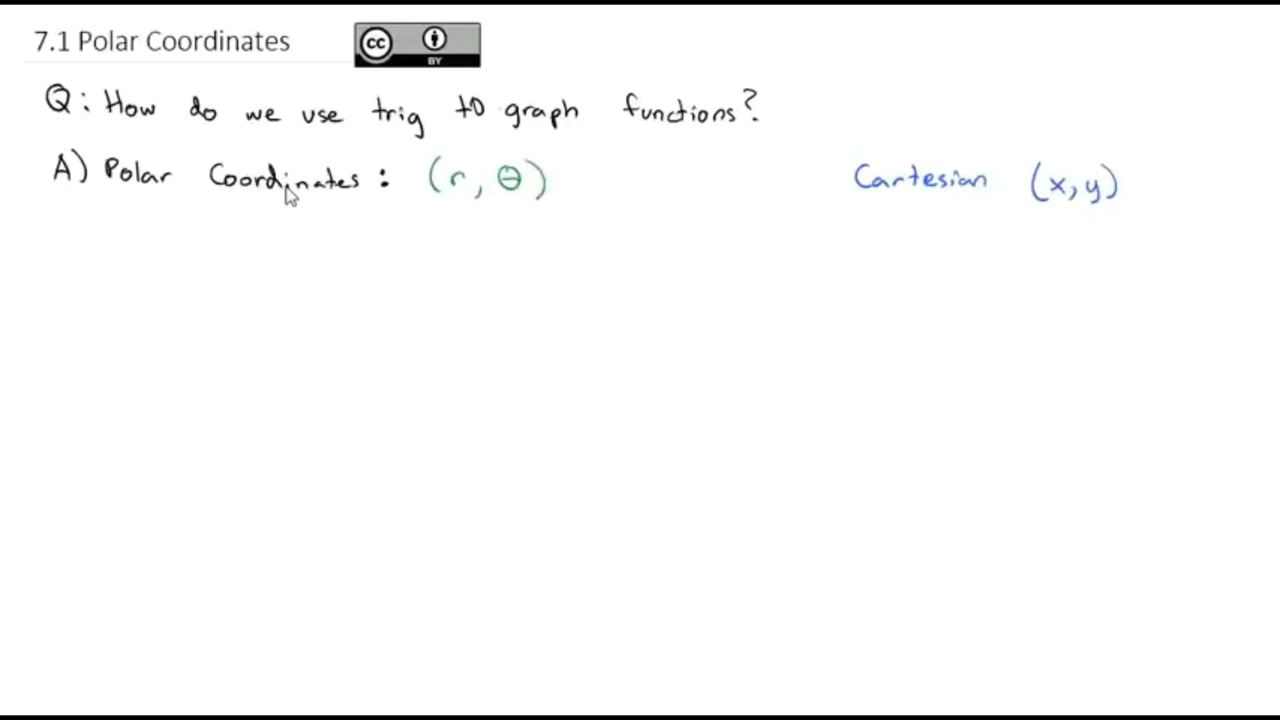 7.1 Polar Coordinates
cc BY
Q: How do we use trig to graph functions?
A) Polar Coordinates: (r, θ) Cartesian (x, y)